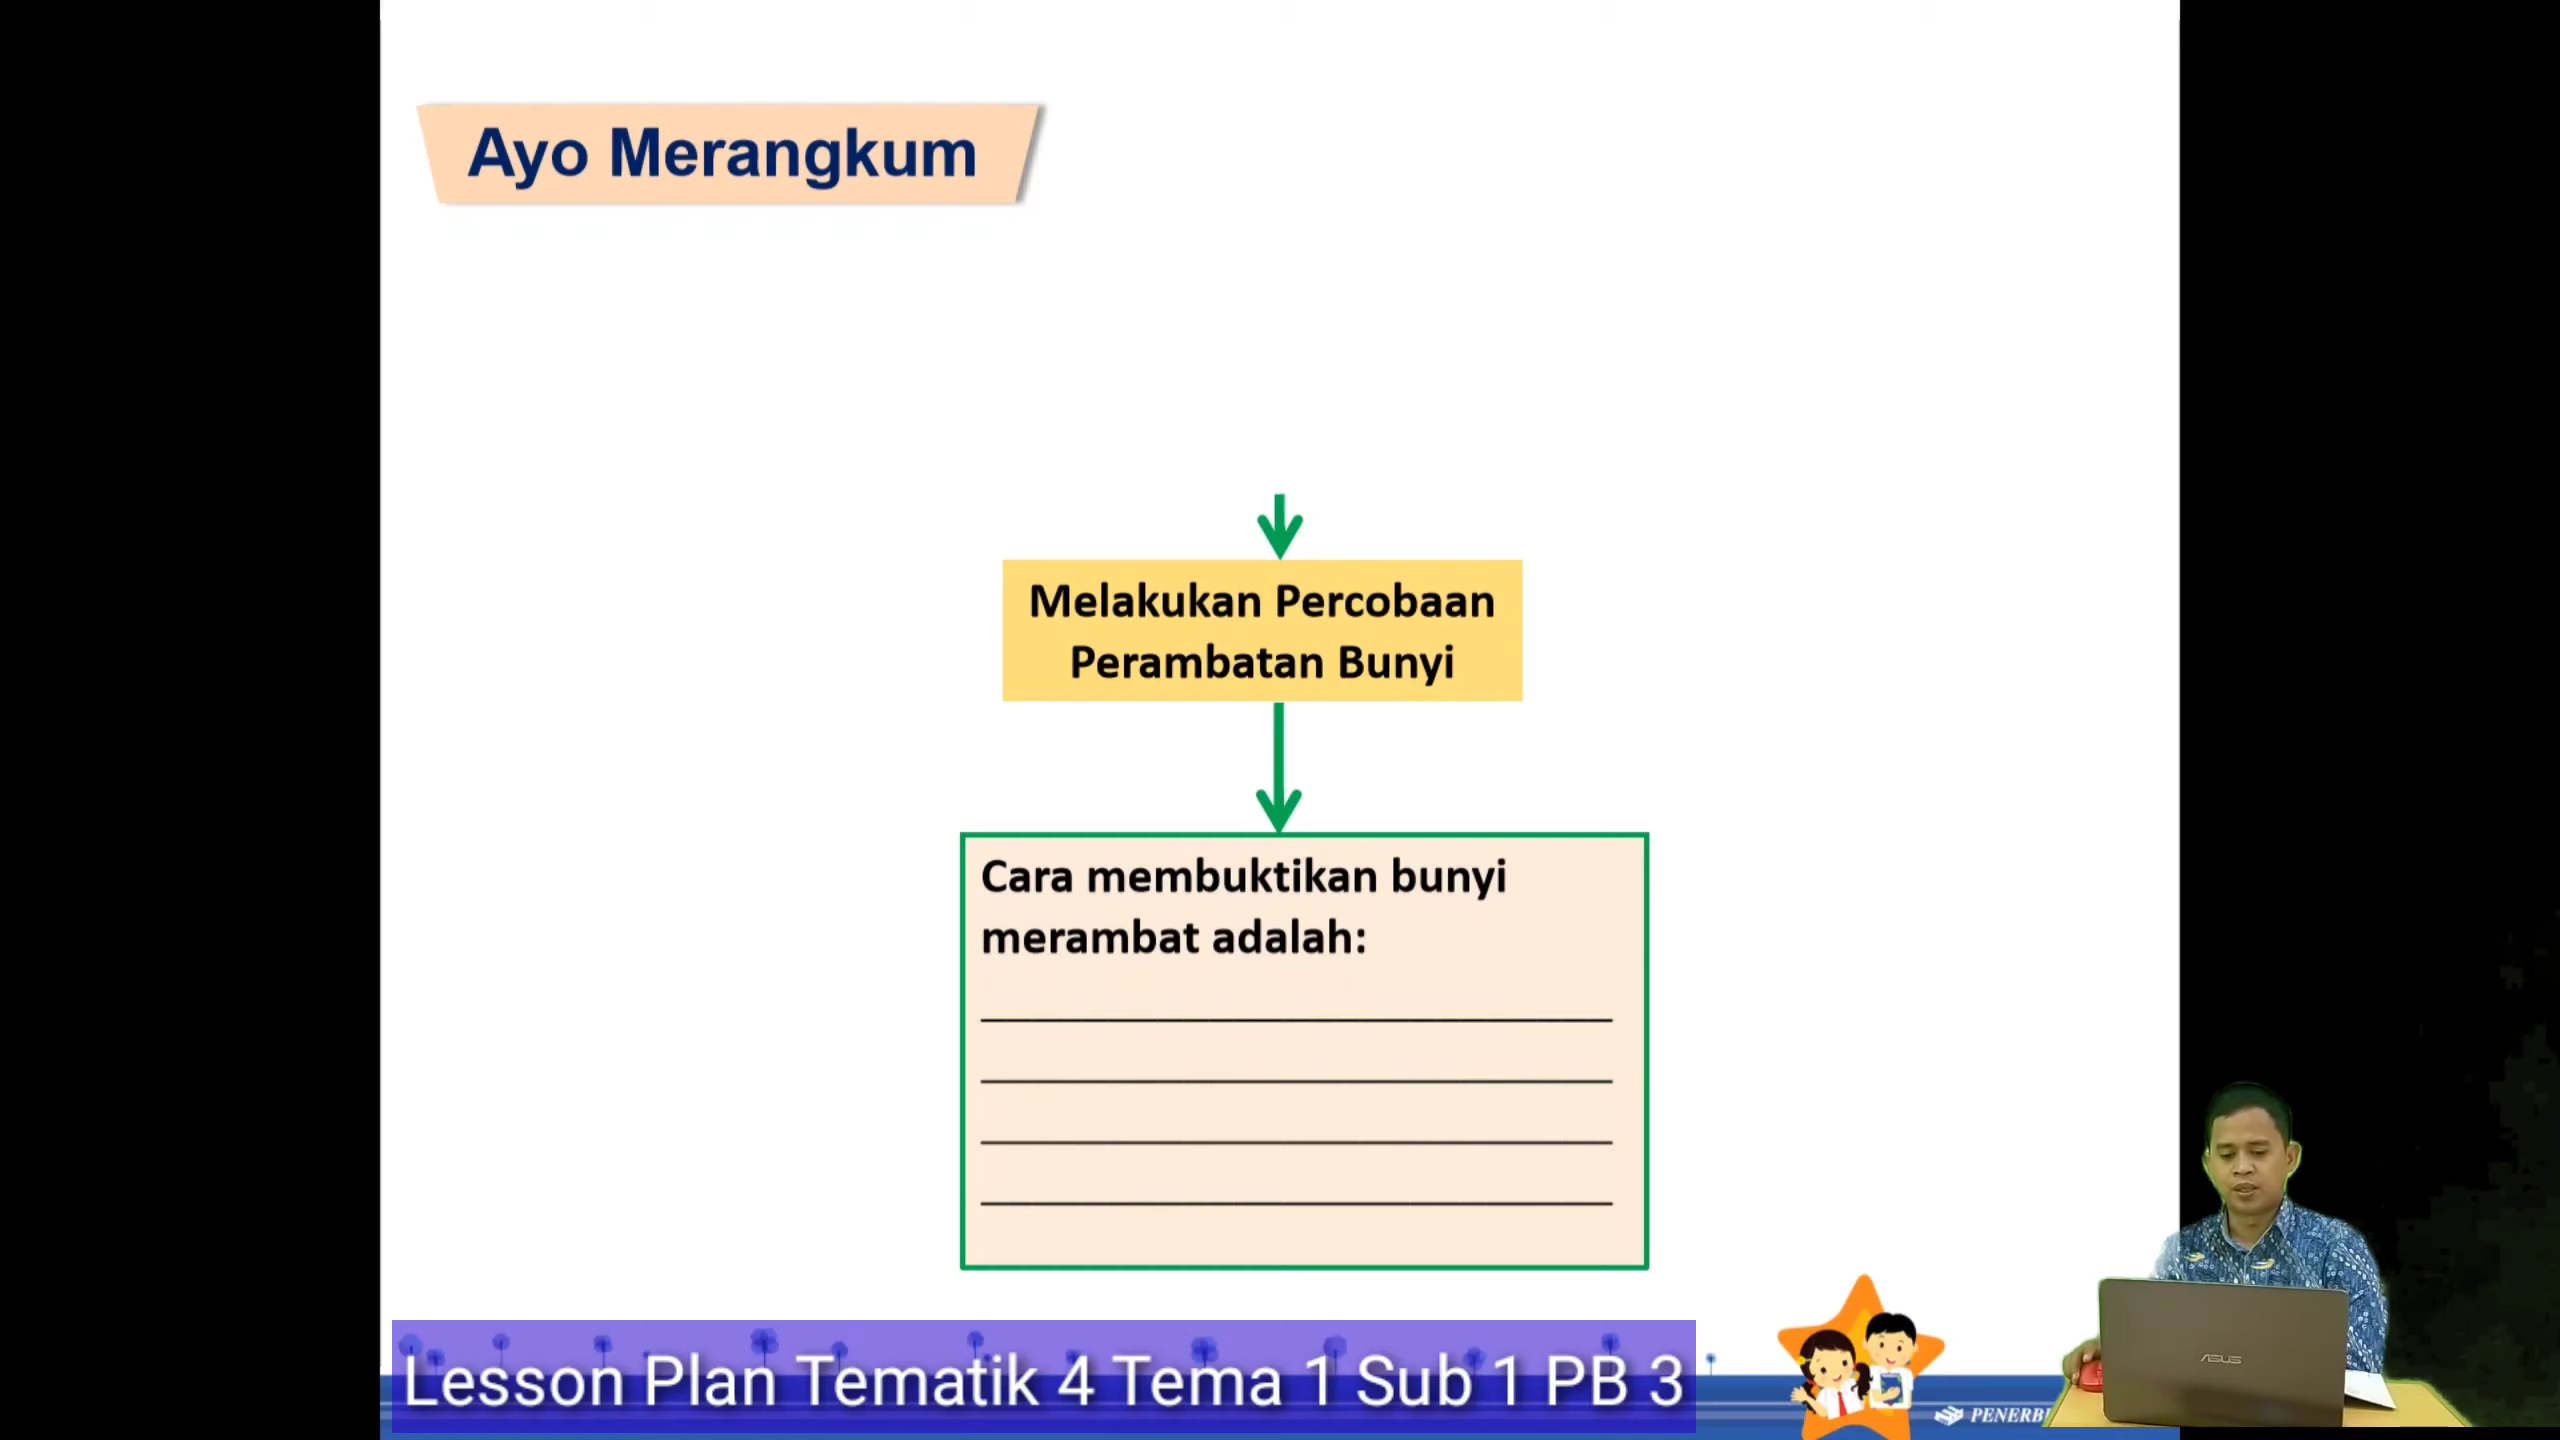 Ayo Merangkum
Melakukan Percobaan
Perambatan Bunyi
Cara membuktikan bunyi
merambat adalah:
Lesson Plan Tematik 4 Tema 1 Sub 1 PB 3
ASUS